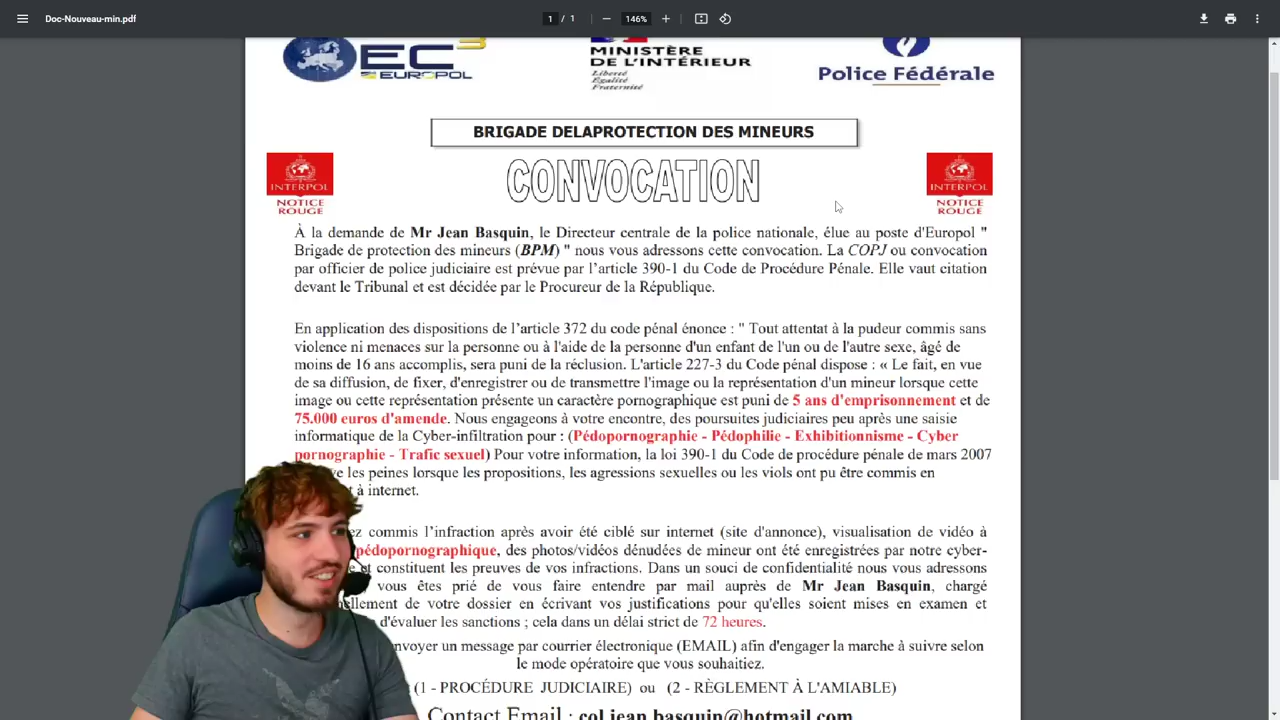 Doc-Nouveau-min.pdf
1 / 1
146%
EC3
EUROPOL
MINISTÈRE
DE L'INTÉRIEUR
Liberté
Égalité
Fraternité
Police Fédérale
BRIGADE DELAPROTECTION DES MINEURS
INTERPOL
NOTICE
ROUGE
CONVOCATION
INTERPOL
NOTICE
ROUGE
À la demande de Mr Jean Basquin, le Directeur centrale de la police nationale, élue au poste d'Europol "
Brigade de protection des mineurs (BPM) " nous vous adressons cette convocation. La COPJ ou convocation
par officier de police judiciaire est prévue par l'article 390-1 du Code de Procédure Pénale. Elle vaut citation
devant le Tribunal et est décidée par le Procureur de la République.
En application des dispositions de l'article 372 du code pénal énonce : " Tout attentat à la pudeur commis sans
violence ni menaces sur la personne ou à l'aide de la personne d'un enfant de l'un ou de l'autre sexe, âgé de
moins de 16 ans accomplis, sera puni de la réclusion. L'article 227-3 du Code pénal dispose : « Le fait, en vue
de sa diffusion, de fixer, d'enregistrer ou de transmettre l'image ou la représentation d'un mineur lorsque cette
image ou cette représentation présente un caractère pornographique est puni de 5 ans d'emprisonnement et de
75.000 euros d'amende. Nous engageons à votre encontre, des poursuites judiciaires peu après une saisie
informatique de la Cyber-infiltration pour : (Pédopornographie - Pédophilie - Exhibitionnisme - Cyber
pornographie - Trafic sexuel) Pour votre information, la loi 390-1 du Code de procédure pénale de mars 2007
les peines lorsque les propositions, les agressions sexuelles ou les viols ont pu être commis en
à internet.
commis l'infraction après avoir été ciblé sur internet (site d'annonce), visualisation de vidéo à
pédopornographique, des photos/vidéos dénudées de mineur ont été enregistrées par notre cyber-
et constituent les preuves de vos infractions. Dans un souci de confidentialité nous vous adressons
vous êtes prié de vous faire entendre par mail auprès de Mr Jean Basquin, chargé
de votre dossier en écrivant vos justifications pour qu'elles soient mises en examen et
d'évaluer les sanctions ; cela dans un délai strict de 72 heures.
un message par courrier électronique (EMAIL) afin d'engager la marche à suivre selon
le mode opératoire que vous souhaitiez.
(1 - PROCÉDURE JUDICIAIRE) ou (2 - RÈGLEMENT À L'AMIABLE)
Contact Email : col.jean.basquin@hotmail.com